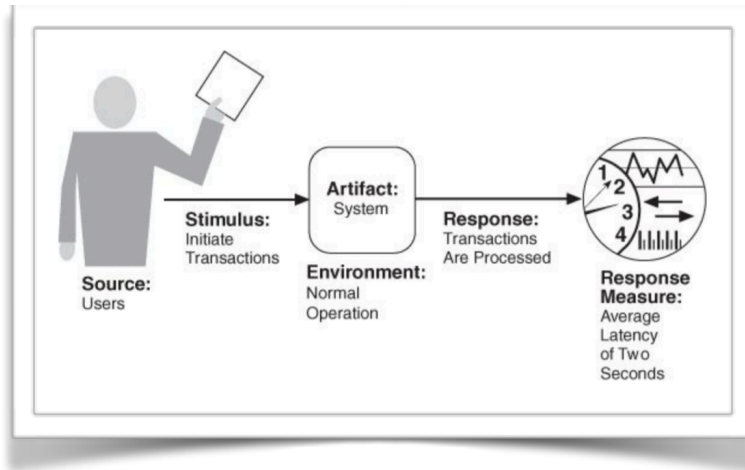 Source:
Users
Stimulus:
Initiate
Transactions
Artifact:
System
Environment:
Normal
Operation
Response:
Transactions
Are Processed
1
2
3
4
Response
Measure:
Average
Latency
of Two
Seconds